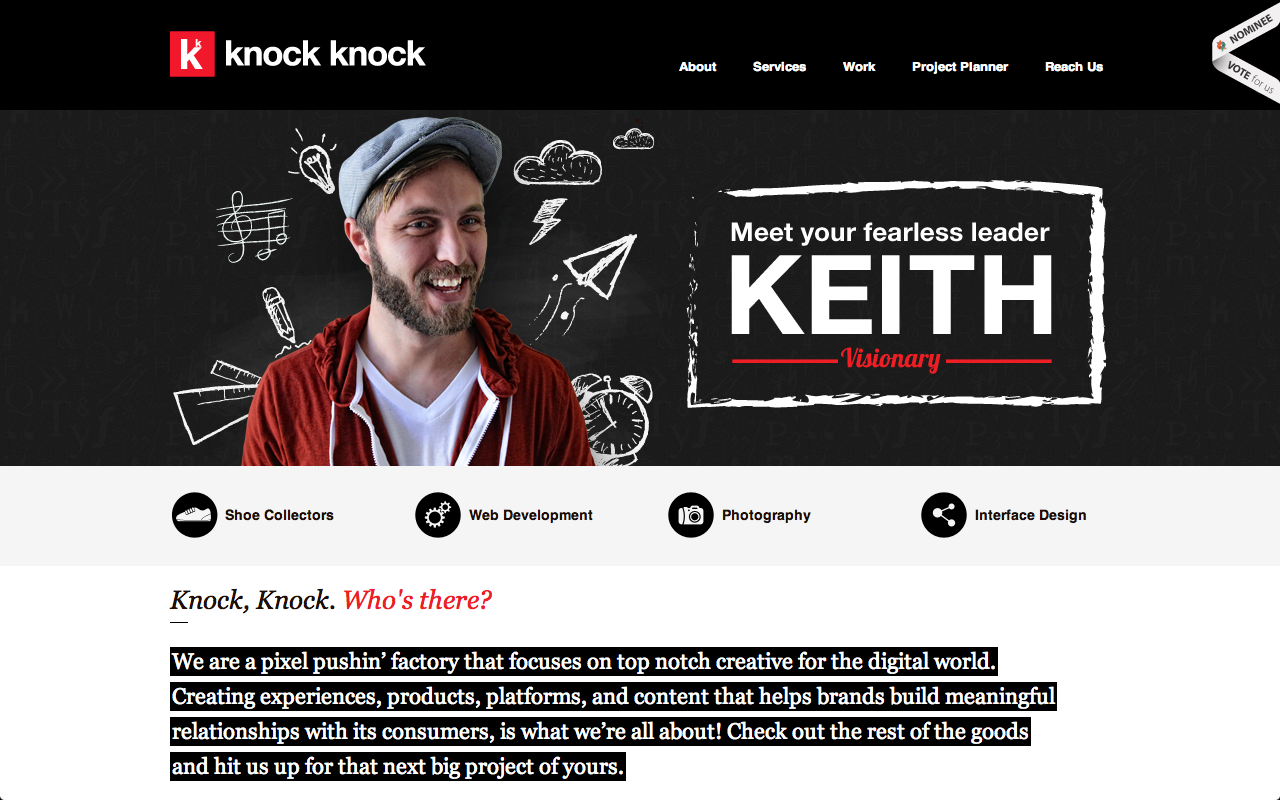 k k knock knock
About Services Work Project Planner Reach Us
NOMINEE
VOTE for us
Meet your fearless leader
KEITH
Visionary
Shoe Collectors Web Development Photography Interface Design
Knock, Knock. Who's there?
We are a pixel pushin’ factory that focuses on top notch creative for the digital world.
Creating experiences, products, platforms, and content that helps brands build meaningful
relationships with its consumers, is what we’re all about! Check out the rest of the goods
and hit us up for that next big project of yours.